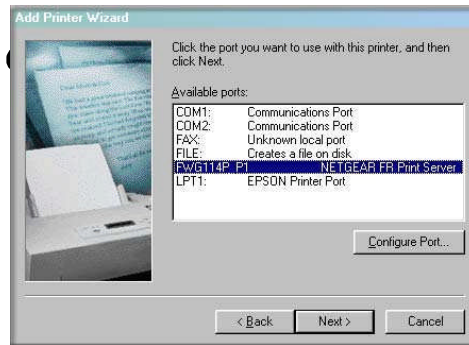 Add Printer Wizard
Click the port you want to use with this printer, and then
click Next.
Available ports:
COM1: Communications Port
COM2: Communications Port
FAX: Unknown local port
FILE: Creates a file on disk
FWG114P_P1 NETGEAR FR Print Server
LPT1: EPSON Printer Port
Configure Port...
< Back
Next >
Cancel